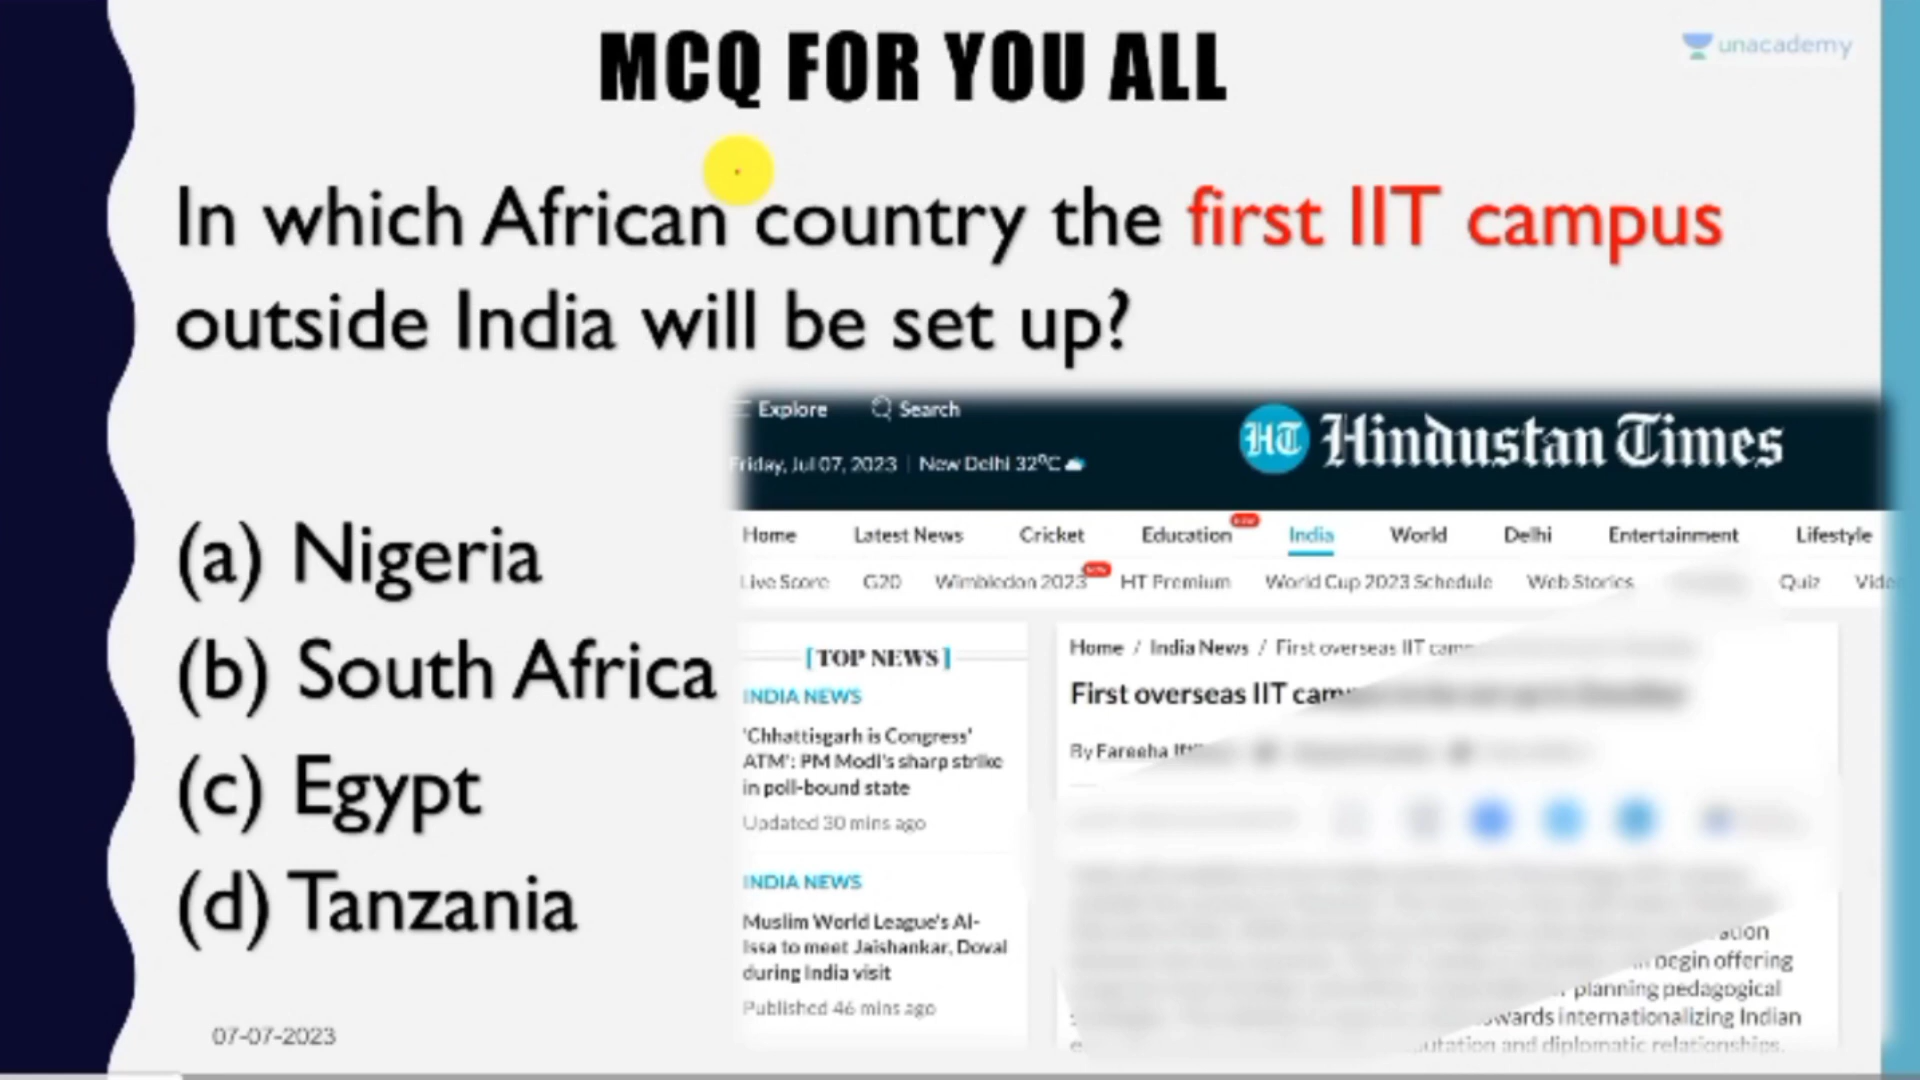 MCQ FOR YOU ALL
unacademy
In which African country the first IIT campus
outside India will be set up?
(a) Nigeria
(b) South Africa
(c) Egypt
(d) Tanzania
07-07-2023
Explore Search
Friday, Jul 07, 2023 | New Delhi 32°C
HT Hindustan Times
Home Latest News Cricket Education NEW India World Delhi Entertainment Lifestyle
Live Score G20 Wimbledon 2023 NEW HT Premium World Cup 2023 Schedule Web Stories Quiz
[TOP NEWS]
INDIA NEWS
'Chhattisgarh is Congress'
ATM': PM Modi's sharp strike
in poll-bound state
Updated 30 mins ago
INDIA NEWS
Muslim World League's Al-
Issa to meet Jaishankar, Doval
during India visit
Published 46 mins ago
Home / India News / First overseas IIT
First overseas IIT
By Fareeha
begin offering
planning pedagogical
internationalizing Indian
and diplomatic relationships.